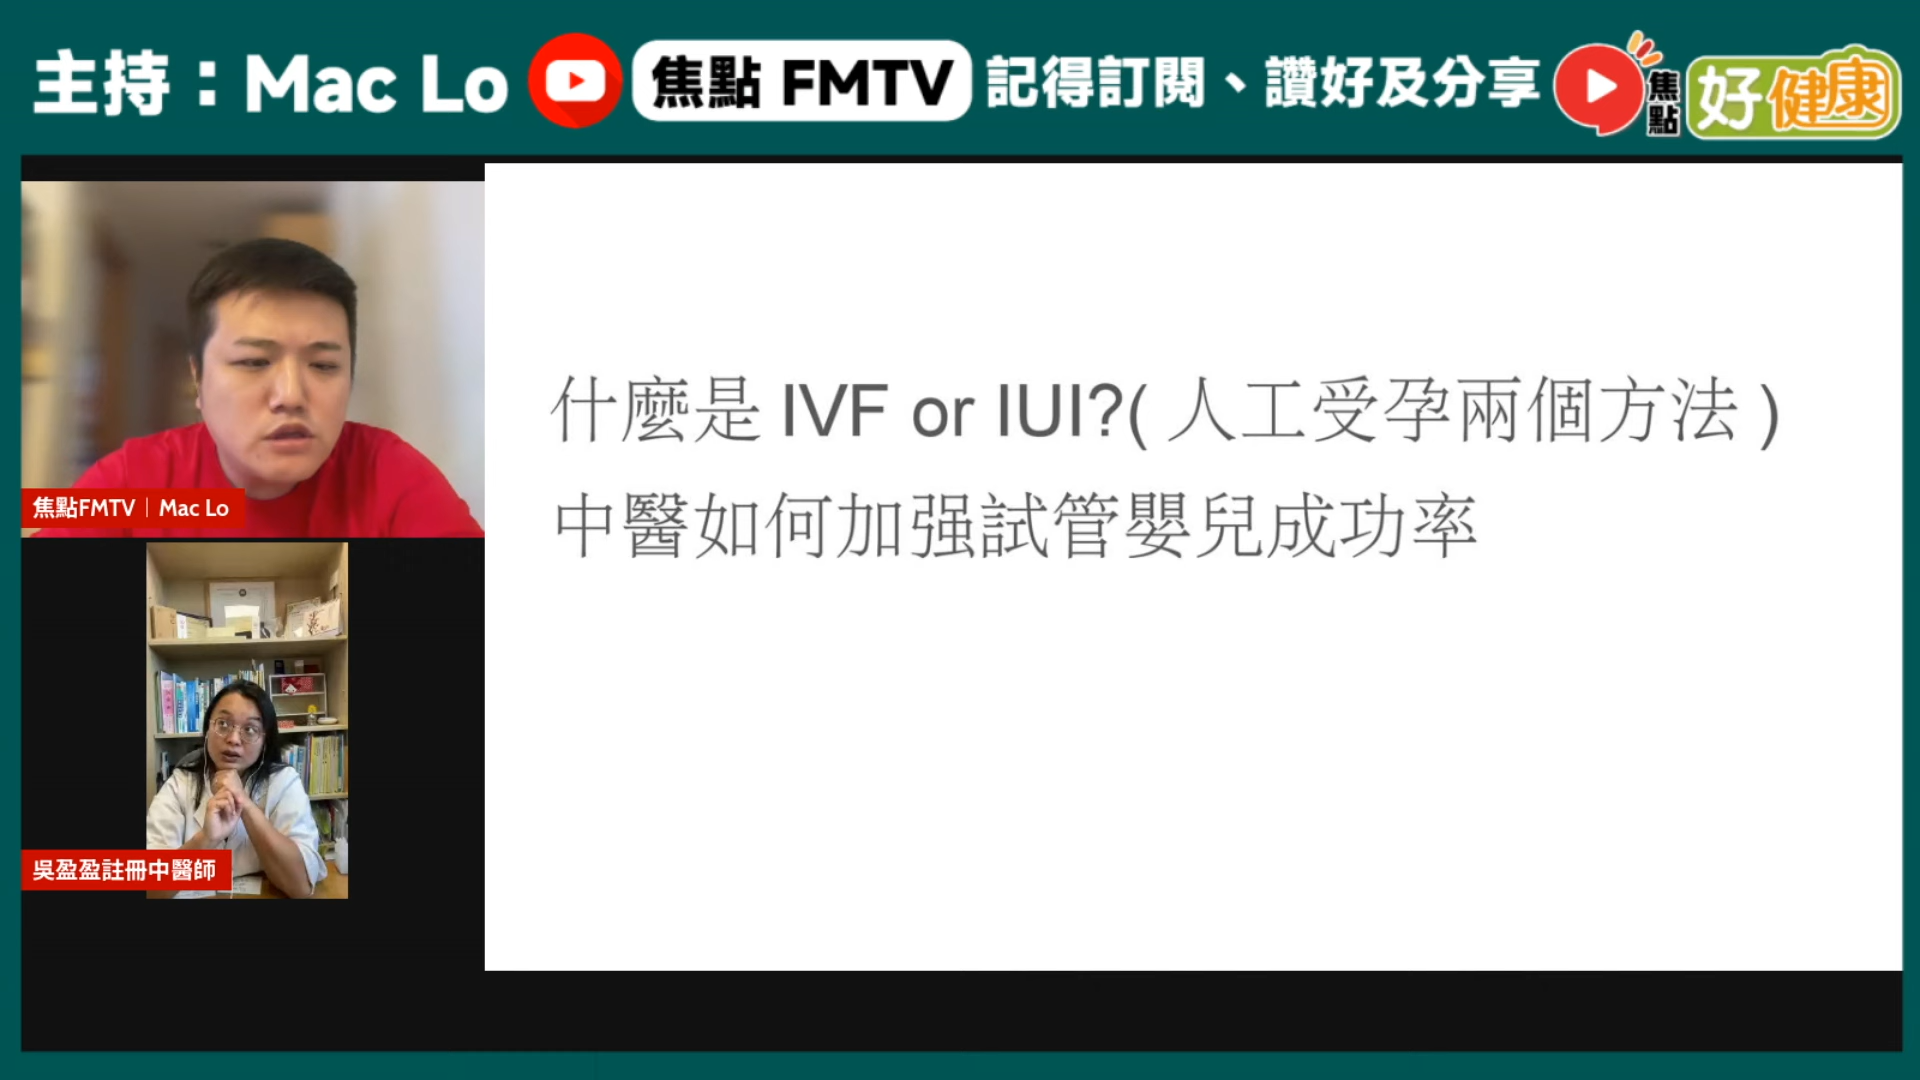 主持：Mac Lo 焦點 FMTV 記得訂閱、讚好及分享 焦點 好健康
什麼是 IVF or IUI?( 人工受孕兩個方法 )
中醫如何加强試管嬰兒成功率
焦點FMTV｜Mac Lo
吳盈盈註冊中醫師